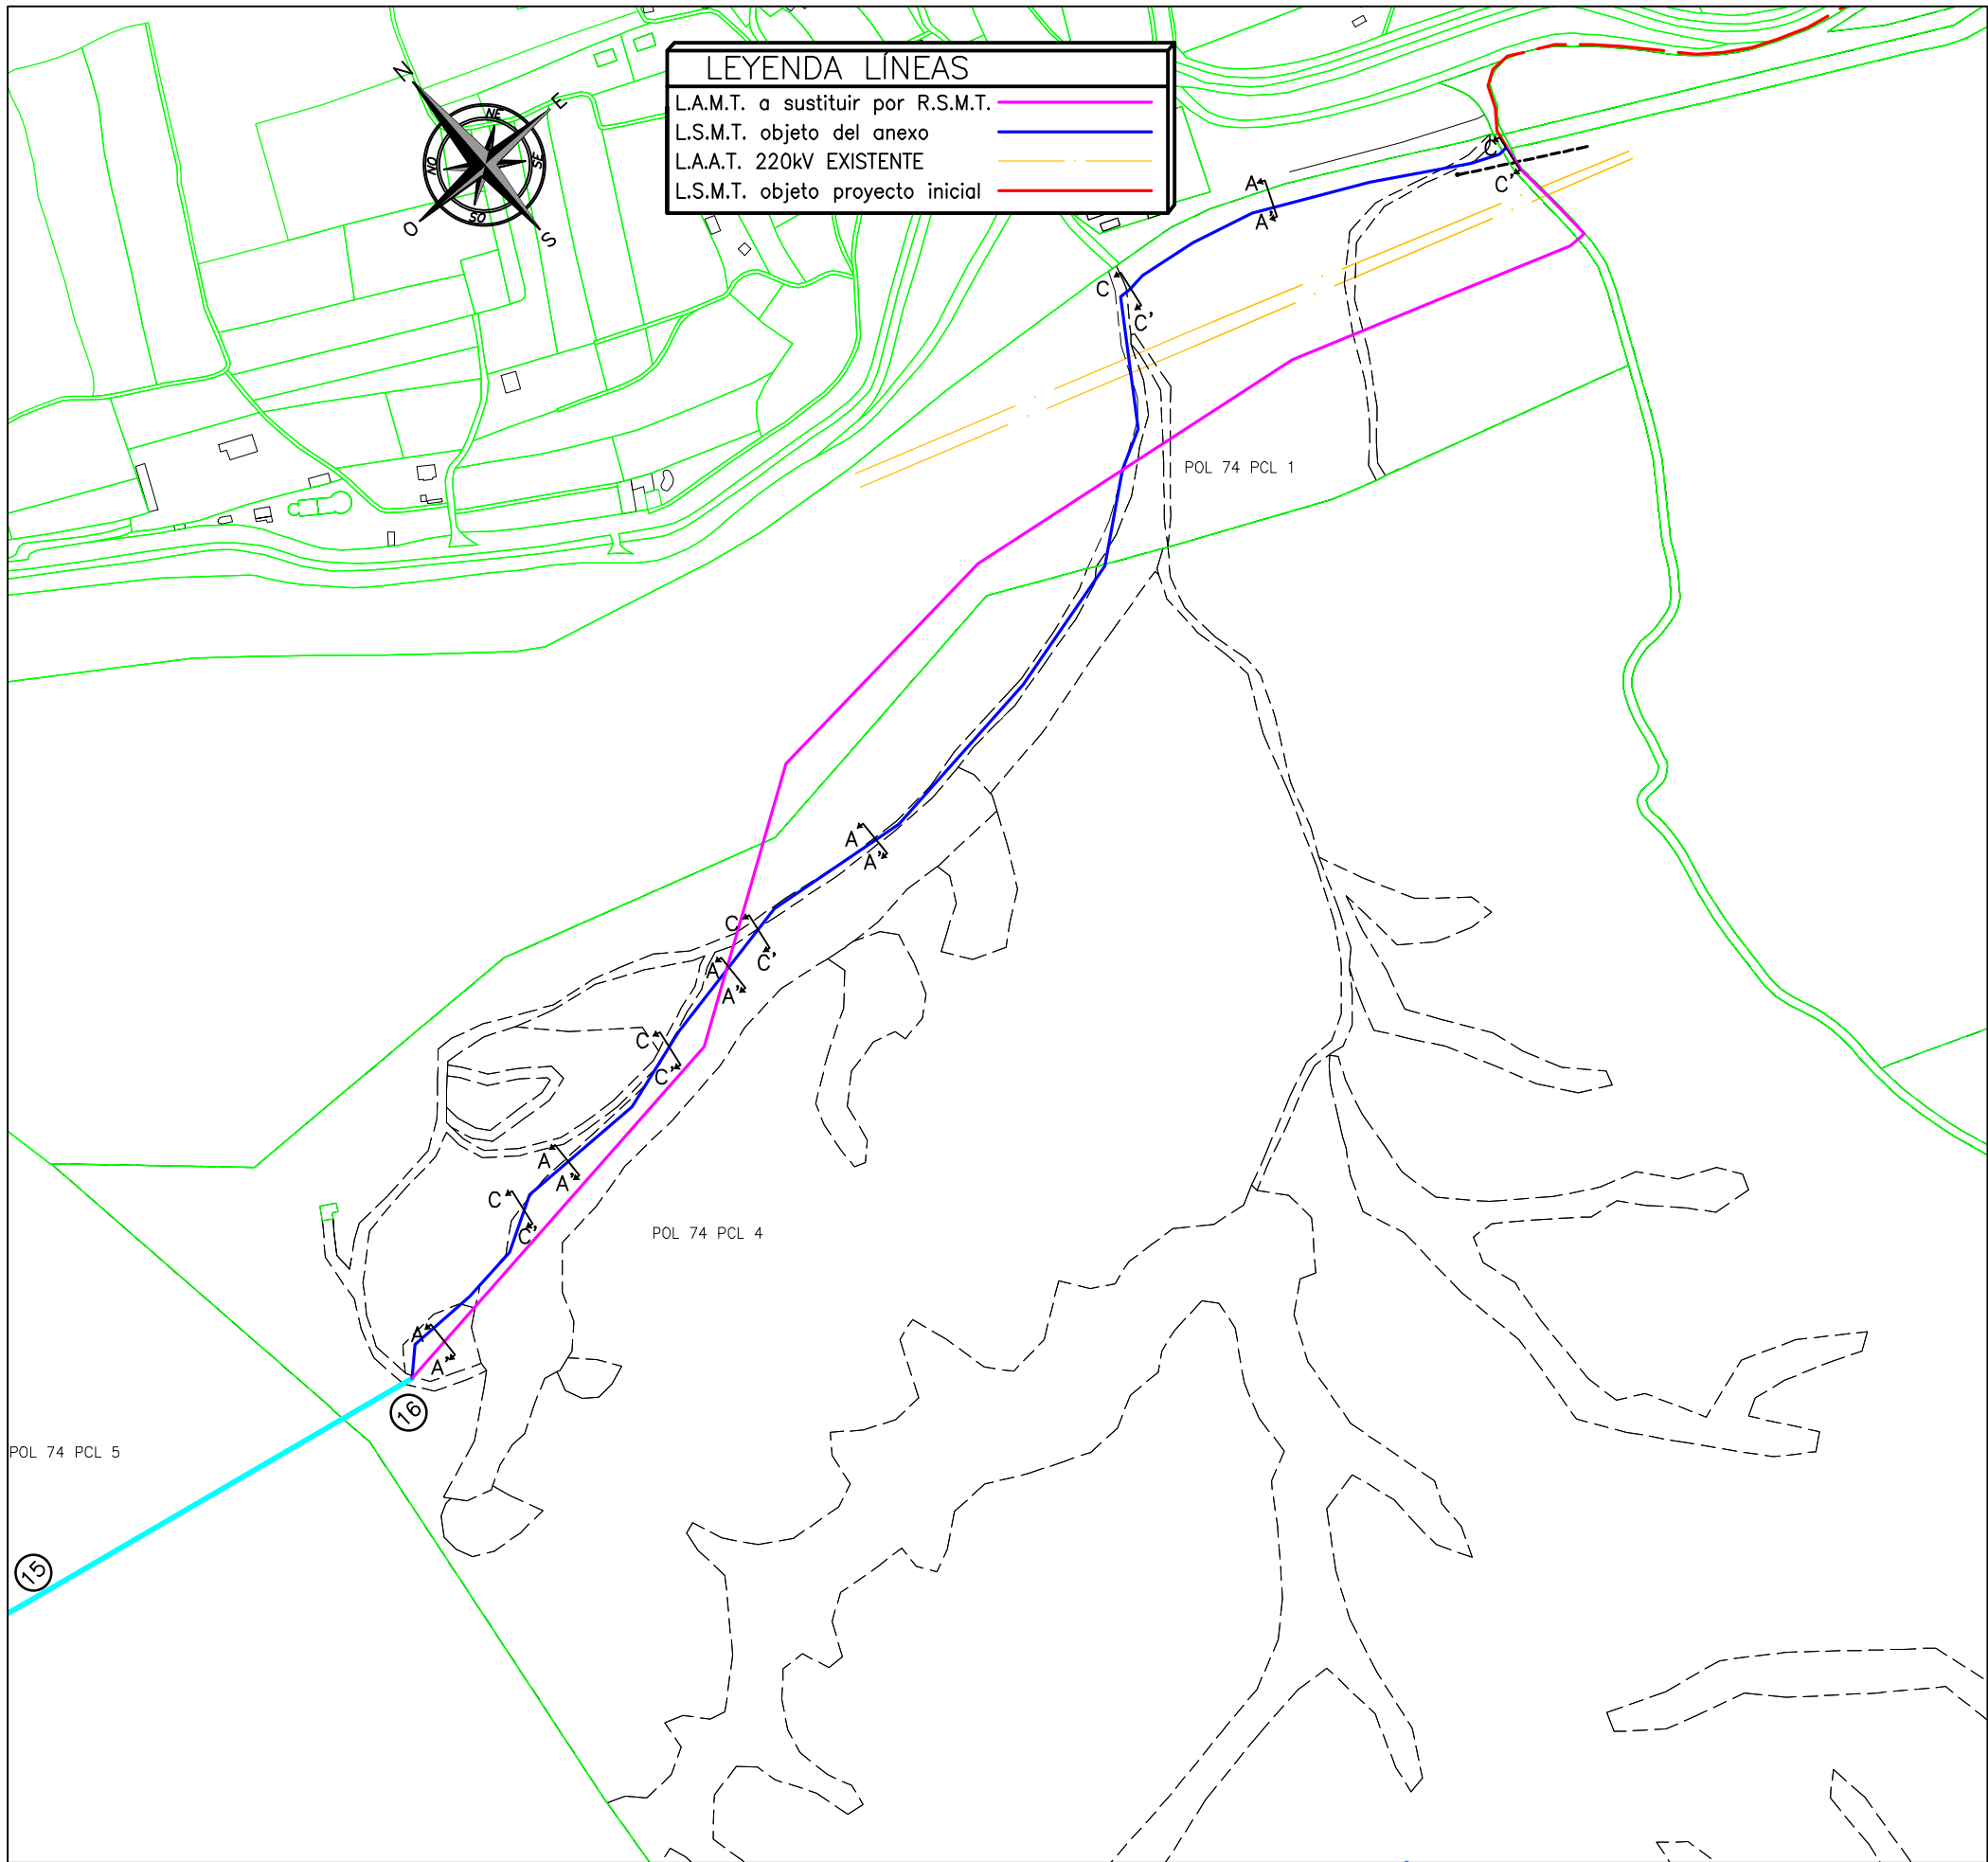 LEYENDA LÍNEAS
L.A.M.T. a sustituir por R.S.M.T.
L.S.M.T. objeto del anexo
L.A.A.T. 220kV EXISTENTE
L.S.M.T. objeto proyecto inicial
N
NE
E
NO
SE
SO
O
S
C
C'
A
A'
C
C'
POL 74 PCL 1
A
A'
C
C'
A
A'
C
C'
A
A'
C
C'
POL 74 PCL 4
A
A'
16
POL 74 PCL 5
15